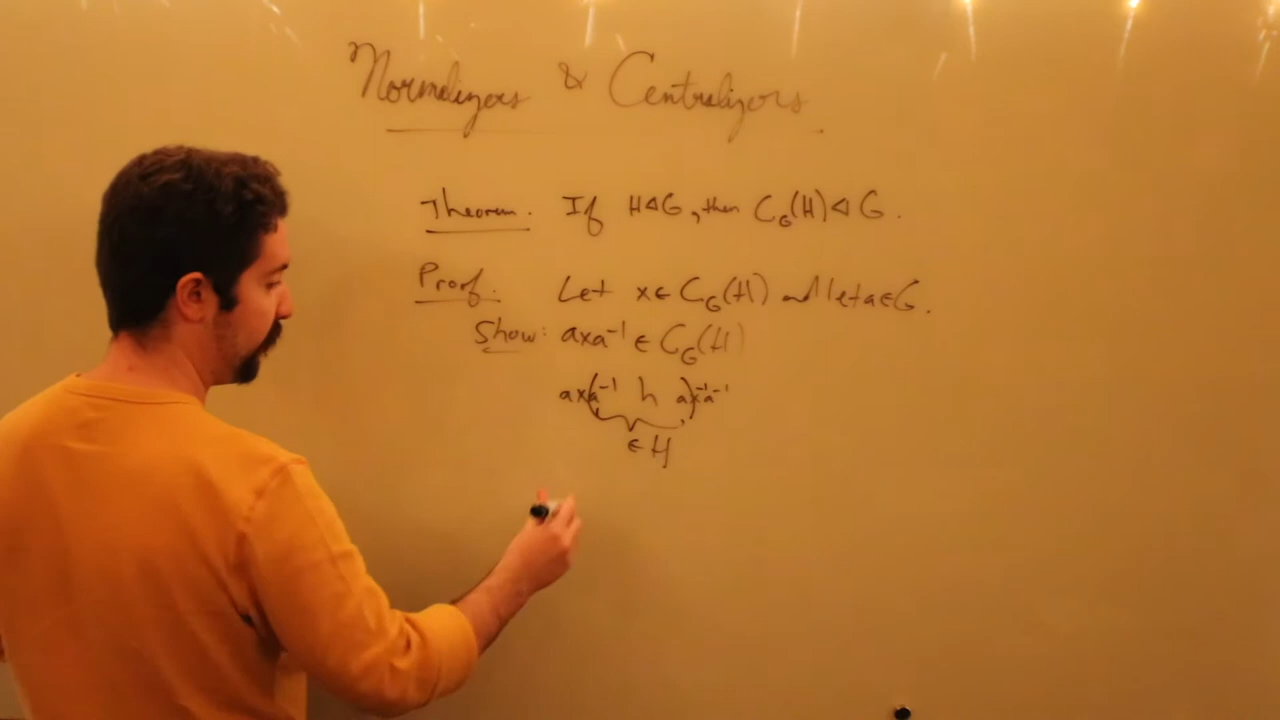 Normalizers & Centralizers
Theorem. If H⊲G, then C_G(H)⊲G.
Proof. Let x∈C_G(H) and let a∈G.
Show: axa⁻¹ ∈ C_G(H)
ax(a⁻¹ h a)x⁻¹a⁻¹
∈ H